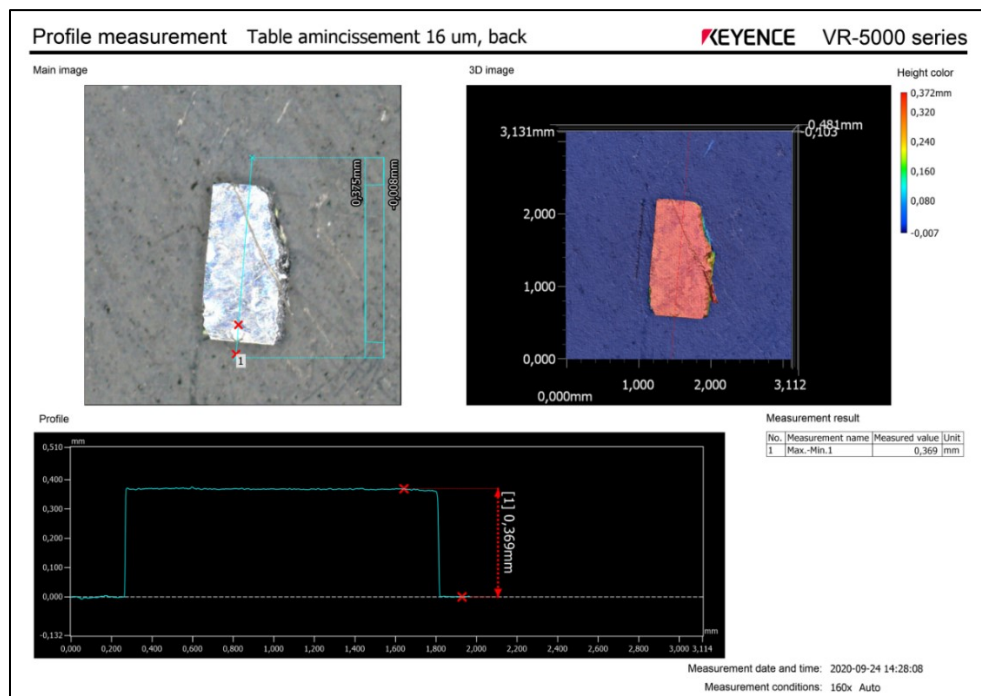 Profile measurement Table amincissement 16 um, back KEYENCE VR-5000 series
Main image
0,375mm
-0,008mm
1
3D image
3,131mm
0,481mm
-0,103
2,000
1,000
0,000
1,000 2,000 3,112
0,000mm
Height color
0,372mm
0,320
0,240
0,160
0,080
-0,007
Profile
mm
0,510
0,400
0,300
0,200
0,100
0,000
-0,132
[1] 0,369mm
mm
0,000 0,200 0,400 0,600 0,800 1,000 1,200 1,400 1,600 1,800 2,000 2,200 2,400 2,600 2,800 3,114
Measurement result
No. Measurement name Measured value Unit
1 Max.-Min.1 0,369 mm
Measurement date and time: 2020-09-24 14:28:08
Measurement conditions: 160x Auto